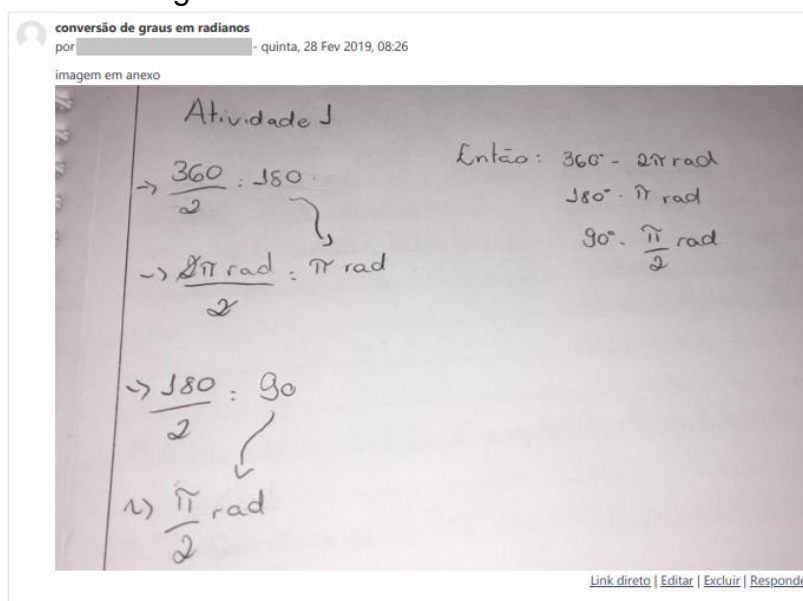 conversão de graus em radianos
por - quinta, 28 Fev 2019, 08:26
imagem em anexo
Atividade 1
→ 360/2 : 180.
→ 2π rad/2 : π rad
→ 180/2 : 90
→ π/2 rad
Então: 360° - 2π rad
180° - π rad
90° - π/2 rad
Link direto | Editar | Excluir | Responde